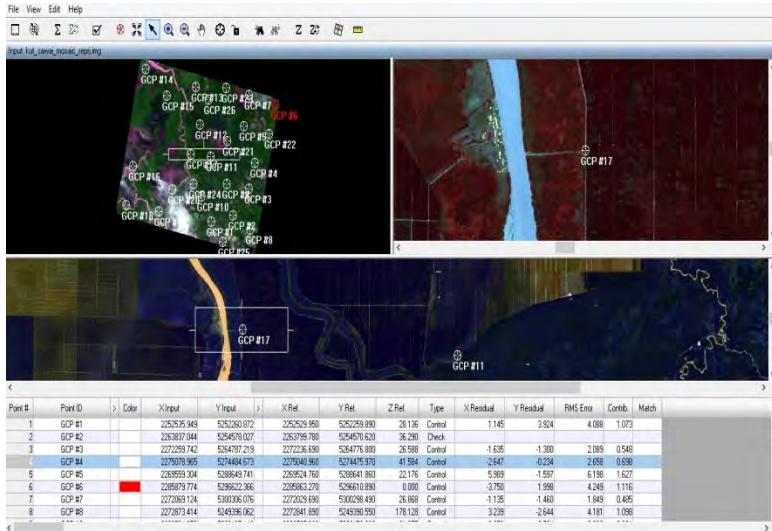 File View Edit Help
Input: kut_sawai_mosaic_reprj.img
GCP #14
GCP #13
GCP #7
GCP #15
GCP #26
GCP #6
GCP #12
GCP #22
GCP #21
GCP #11
GCP #4
GCP #16
GCP #24
GCP #3
GCP #10
GCP #2
GCP #1
GCP #8
GCP #25
GCP #17
GCP #17
GCP #11
Point # Point ID > Color X Input Y Input > X Ref. Y Ref. Z Ref. Type X Residual Y Residual RMS Error Contrib. Match
1 GCP #1 2252535.949 5252260.872 2252529.950 5252259.890 28.136 Control 1.145 3.924 4.088 1.073
2 GCP #2 2263837.044 5254578.027 2263799.780 5254570.620 36.290 Check
3 GCP #3 2272259.742 5264787.219 2272236.690 5264776.800 26.588 Control -1.635 -1.300 2.089 0.548
GCP #4 2275078.965 5274484.673 2275040.960 5274475.970 41.584 Control -2.647 -0.234 2.658 0.698
5 GCP #5 2269559.304 5288649.741 2269524.760 5288641.860 22.176 Control 5.989 -1.597 6.198 1.627
6 GCP #6 2285879.774 5296622.366 2285863.270 5296610.890 0.000 Control -3.750 1.998 4.249 1.116
7 GCP #7 2272069.124 5300306.076 2272029.690 5300298.490 26.868 Control -1.135 -1.460 1.849 0.485
8 GCP #8 2272873.414 5249396.062 2272841.890 5249390.550 178.128 Control 3.239 -2.644 4.181 1.098